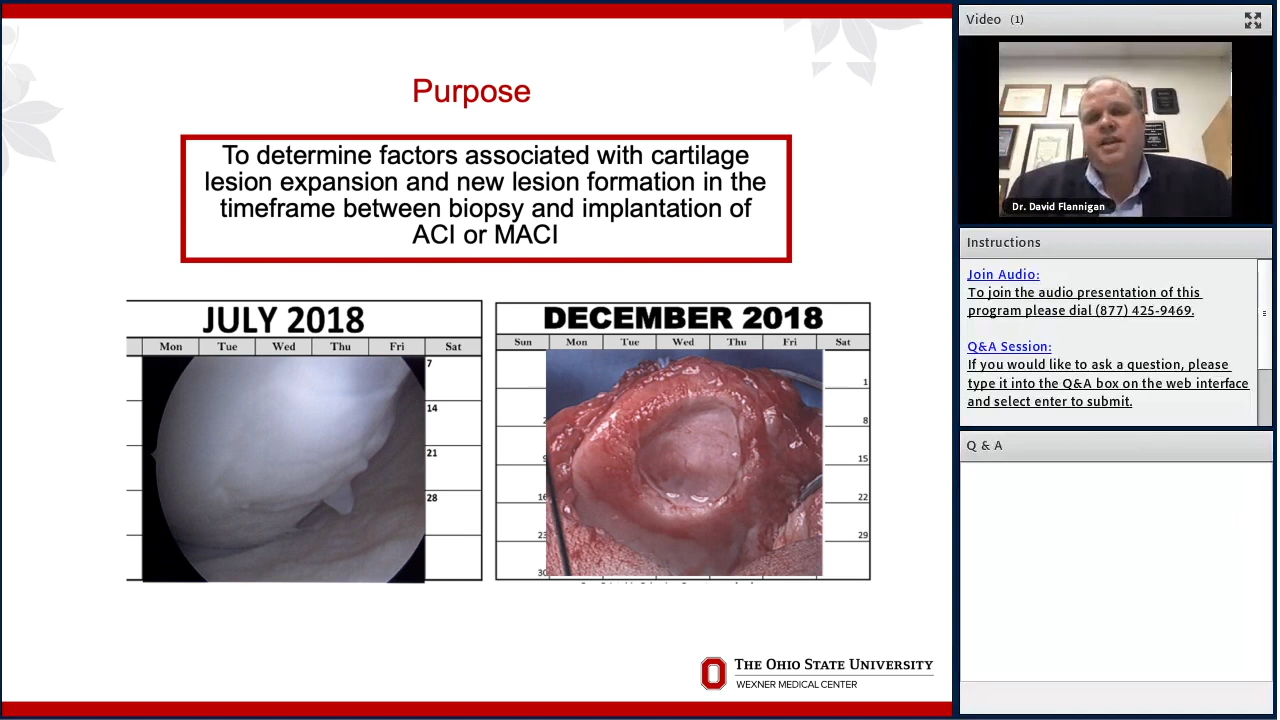 Purpose
To determine factors associated with cartilage
lesion expansion and new lesion formation in the
timeframe between biopsy and implantation of
ACI or MACI
JULY 2018
Mon Tue Wed Thu Fri Sat
7
14
21
28
DECEMBER 2018
Sun Mon Tue Wed Thu Fri Sat
1
2 8
9 15
16 22
23 29
30
THE OHIO STATE UNIVERSITY
WEXNER MEDICAL CENTER
Video (1)
Dr. David Flannigan
Instructions
Join Audio:
To join the audio presentation of this
program please dial (877) 425-9469.
Q&A Session:
If you would like to ask a question, please
type it into the Q&A box on the web interface
and select enter to submit.
Q & A